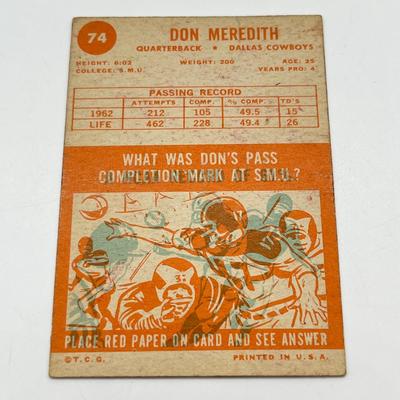 74
DON MEREDITH
QUARTERBACK • DALLAS COWBOYS
HEIGHT: 6:02 WEIGHT: 200 AGE: 25
COLLEGE: S.M.U. YEARS PRO: 4
PASSING RECORD
ATTEMPTS COMP. % COMP. TD'S
1962 212 105 49.5 15
LIFE 462 228 49.4 26
WHAT WAS DON'S PASS
COMPLETION MARK AT S.M.U.?
PLACE RED PAPER ON CARD AND SEE ANSWER
©T.C.G. PRINTED IN U.S.A.